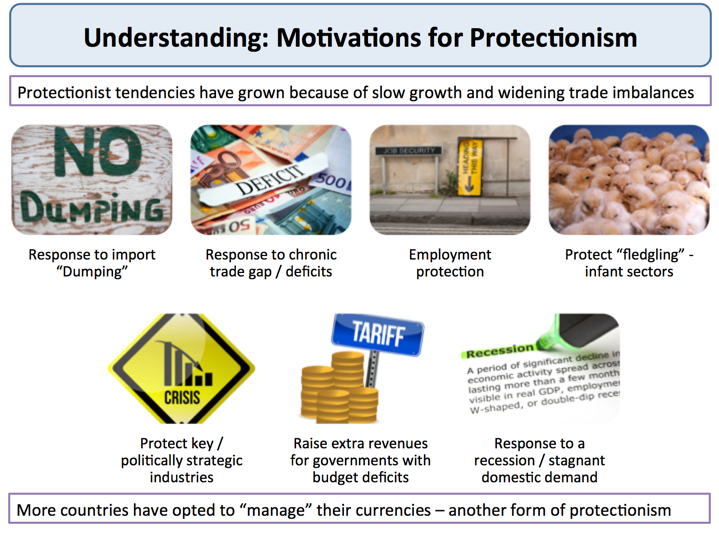 Understanding: Motivations for Protectionism
Protectionist tendencies have grown because of slow growth and widening trade imbalances
NO
DUMPING
DEFICIT
500
50
JOB SECURITY
HEADING
THIS WAY
Response to import
“Dumping”
Response to chronic
trade gap / deficits
Employment
protection
Protect “fledgling” -
infant sectors
CRISIS
TARIFF
Recession
A period of significant decline in
economic activity spread across
lasting more than a few month
visible in real GDP, employme
W-shaped, or double-dip rece
Protect key /
politically strategic
industries
Raise extra revenues
for governments with
budget deficits
Response to a
recession / stagnant
domestic demand
More countries have opted to “manage” their currencies – another form of protectionism